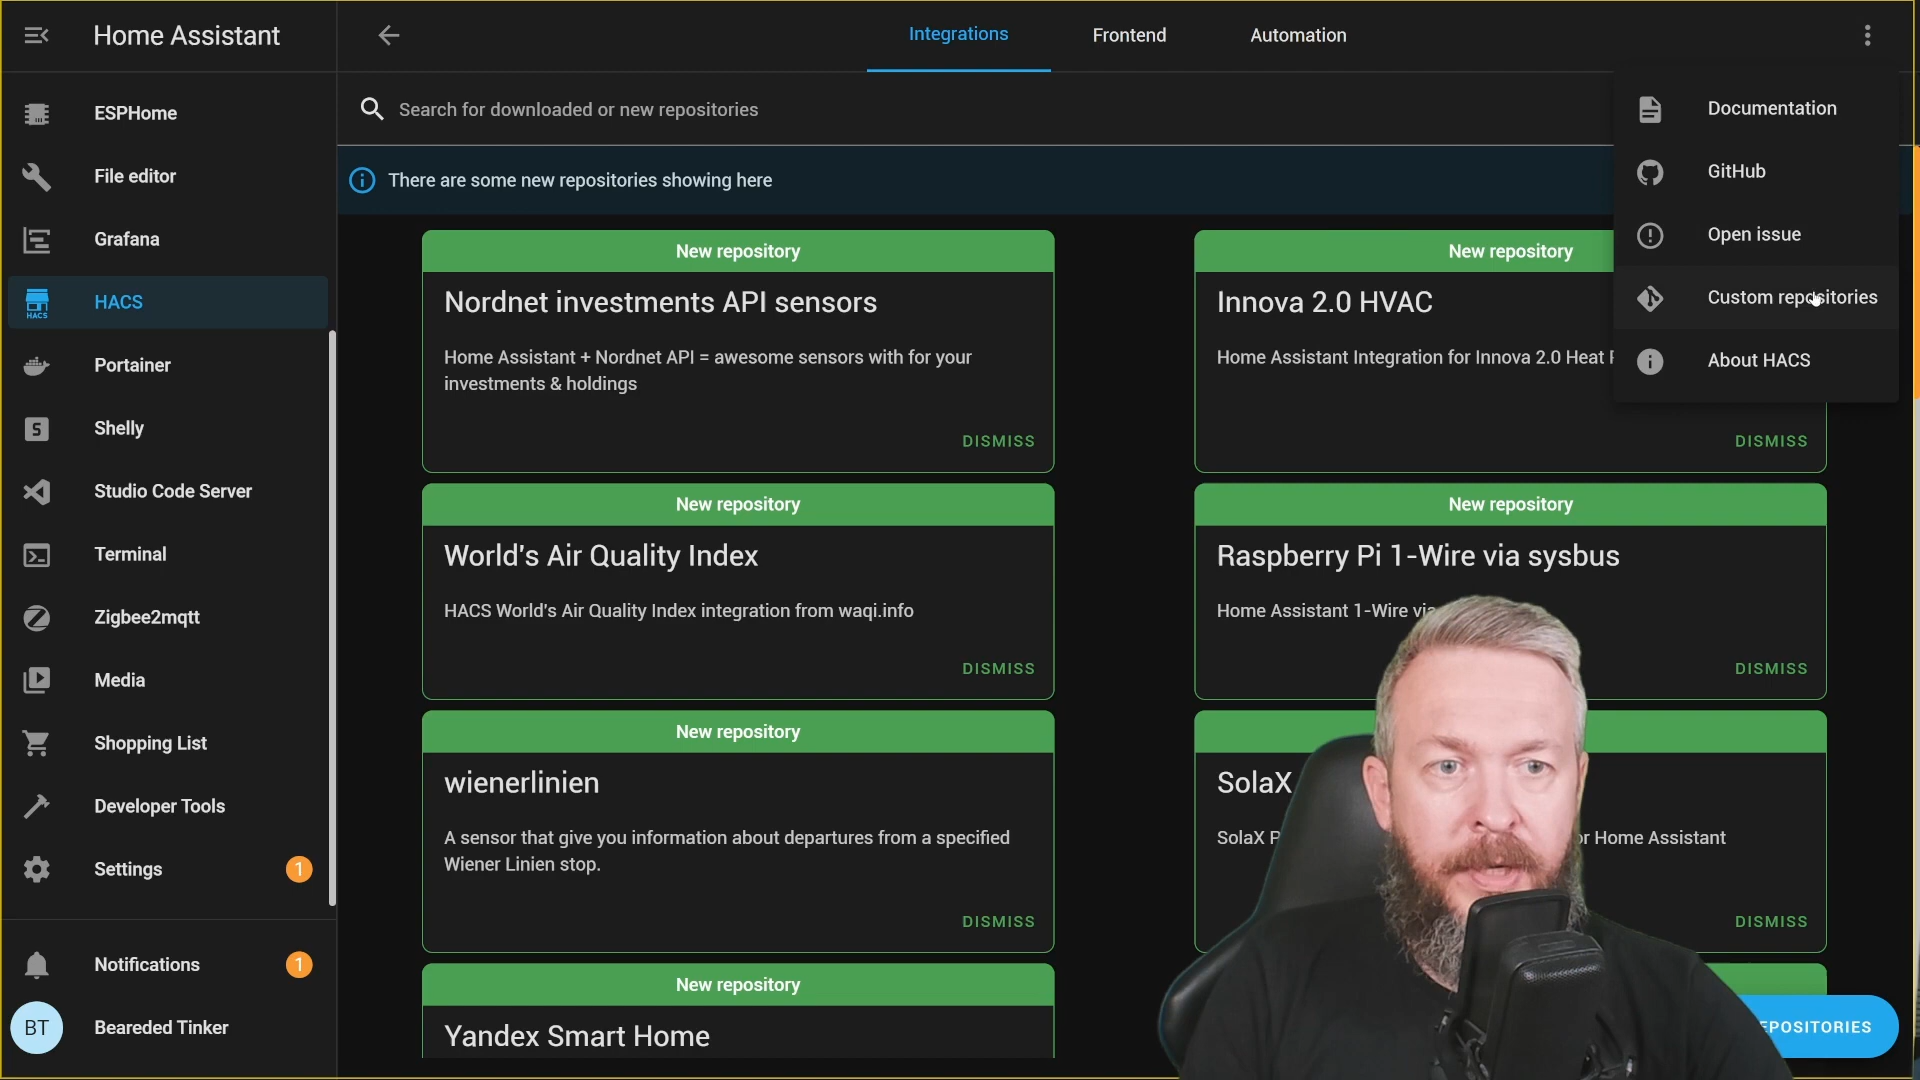 Home Assistant
Integrations
Frontend
Automation
ESPHome
File editor
Grafana
HACS
HACS
Portainer
Shelly
S
Studio Code Server
Terminal
Zigbee2mqtt
Media
Shopping List
Developer Tools
Settings
1
Notifications
1
BT
Beareded Tinker
Search for downloaded or new repositories
There are some new repositories showing here
New repository
Nordnet investments API sensors
Home Assistant + Nordnet API = awesome sensors with for your
investments & holdings
DISMISS
New repository
Innova 2.0 HVAC
Home Assistant Integration for Innova 2.0 Heat
DISMISS
New repository
World's Air Quality Index
HACS World's Air Quality Index integration from waqi.info
DISMISS
New repository
Raspberry Pi 1-Wire via sysbus
Home Assistant 1-Wire via
DISMISS
New repository
wienerlinien
A sensor that give you information about departures from a specified
Wiener Linien stop.
DISMISS
SolaX
SolaX
Home Assistant
DISMISS
New repository
Yandex Smart Home
Documentation
GitHub
Open issue
Custom repositories
About HACS
EPOSITORIES